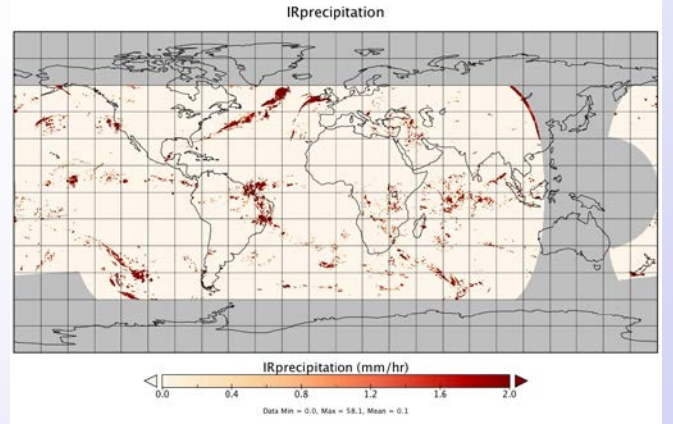 IRprecipitation
IRprecipitation (mm/hr)
0.0 0.4 0.8 1.2 1.6 2.0
Data Min = 0.0, Max = 58.1, Mean = 0.1